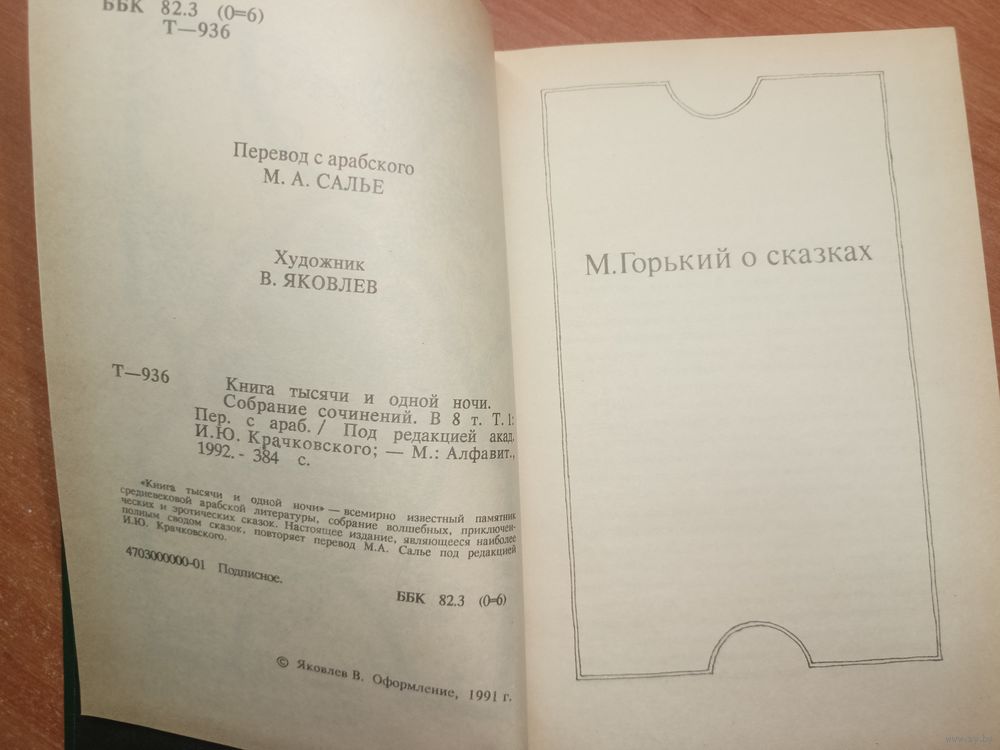 ББК 82.3 (0=6)
Т—936
Перевод с арабского
М. А. САЛЬЕ
Художник
В. ЯКОВЛЕВ
Т—936
Книга тысячи и одной ночи.
Собрание сочинений. В 8 т. Т. 1:
Пер. с араб. / Под редакцией акад.
И.Ю. Крачковского; — М.: Алфавит.,
1992.- 384 с.
«Книга тысячи и одной ночи» — всемирно известный памятник
средневековой арабской литературы, собрание волшебных, приключен-
ческих и эротических сказок. Настоящее издание, являющееся наиболее
полным сводом сказок, повторяет перевод М.А. Салье под редакцией
И.Ю. Крачковского.
4703000000-01 Подписное.
ББК 82.3 (0=6)
© Яковлев В. Оформление, 1991 г.
М.Горький о сказках